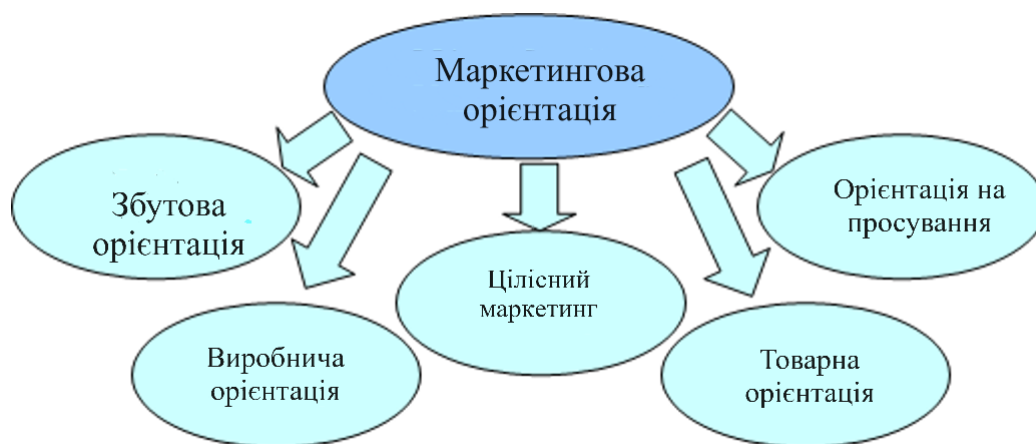 Маркетингова
орієнтація
Збутова
орієнтація
Орієнтація на
просування
Цілісний
маркетинг
Виробнича
орієнтація
Товарна
орієнтація